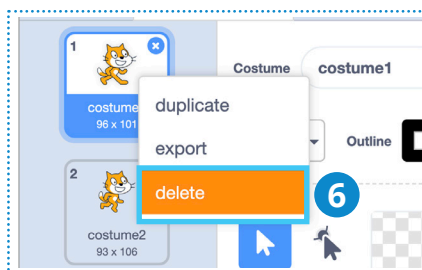 1
costume
96 x 101
2
costume2
93 x 106
duplicate
export
delete
6
Costume
costume1
Outline